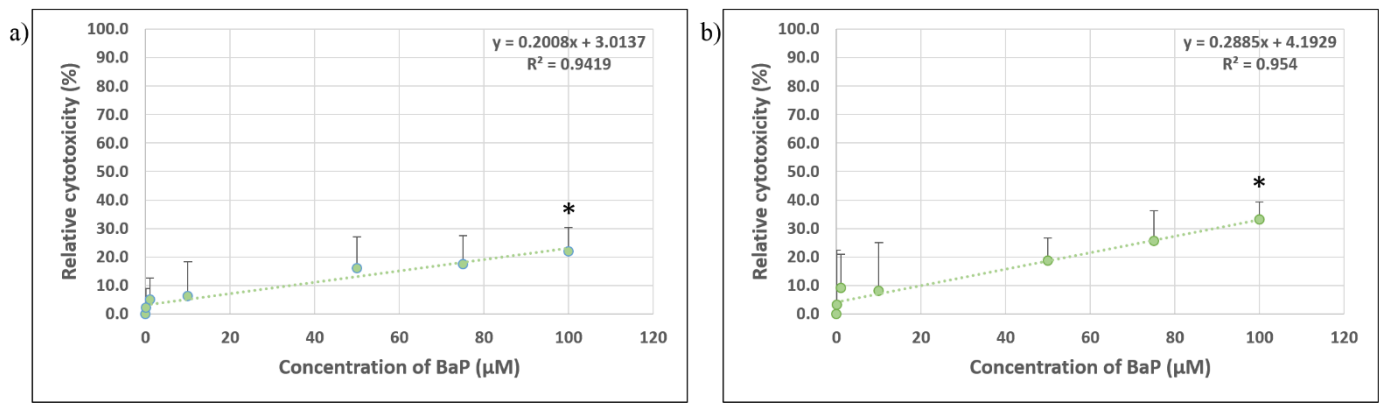 a)
y = 0.2008x + 3.0137
R² = 0.9419
Relative cytotoxicity (%)
100.0
90.0
80.0
70.0
60.0
50.0
40.0
30.0
20.0
10.0
0.0
*
0 20 40 60 80 100 120
Concentration of BaP (µM)
b)
y = 0.2885x + 4.1929
R² = 0.954
Relative cytotoxicity (%)
100.0
90.0
80.0
70.0
60.0
50.0
40.0
30.0
20.0
10.0
0.0
*
0 20 40 60 80 100 120
Concentration of BaP (µM)